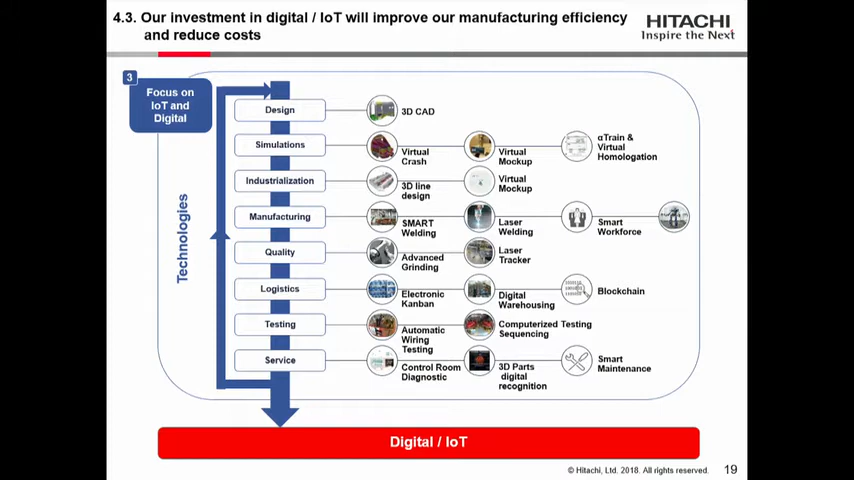 4.3. Our investment in digital / IoT will improve our manufacturing efficiency
and reduce costs
HITACHI
Inspire the Next
3
Focus on
IoT and
Digital
Technologies
Design
3D CAD
Simulations
Virtual
Crash
Virtual
Mockup
αTrain &
Virtual
Homologation
Industrialization
3D line
design
Virtual
Mockup
Manufacturing
SMART
Welding
Laser
Welding
Smart
Workforce
Quality
Advanced
Grinding
Laser
Tracker
Logistics
Electronic
Kanban
Digital
Warehousing
Blockchain
Testing
Automatic
Wiring
Testing
Computerized Testing
Sequencing
Service
Control Room
Diagnostic
3D Parts
digital
recognition
Smart
Maintenance
Digital / IoT
© Hitachi, Ltd. 2018. All rights reserved.
19